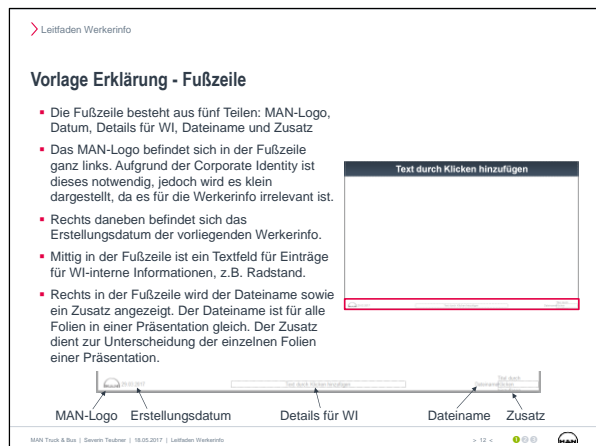 Leitfaden Werkerinfo
Vorlage Erklärung - Fußzeile
Die Fußzeile besteht aus fünf Teilen: MAN-Logo,
Datum, Details für WI, Dateiname und Zusatz
Das MAN-Logo befindet sich in der Fußzeile
ganz links. Aufgrund der Corporate Identity ist
dieses notwendig, jedoch wird es klein
dargestellt, da es für die Werkerinfo irrelevant ist.
Rechts daneben befindet sich das
Erstellungsdatum der vorliegenden Werkerinfo.
Mittig in der Fußzeile ist ein Textfeld für Einträge
für WI-interne Informationen, z.B. Radstand.
Rechts in der Fußzeile wird der Dateiname sowie
ein Zusatz angezeigt. Der Dateiname ist für alle
Folien in einer Präsentation gleich. Der Zusatz
dient zur Unterscheidung der einzelnen Folien
einer Präsentation.
Text durch Klicken hinzufügen
Text durch Klicken hinzufügen
MAN-Logo Erstellungsdatum Details für WI Dateiname Zusatz
MAN Truck & Bus | Severin Teubner | 18.05.2017 | Leitfaden Werkerinfo > 12 < 1 2 3 MAN